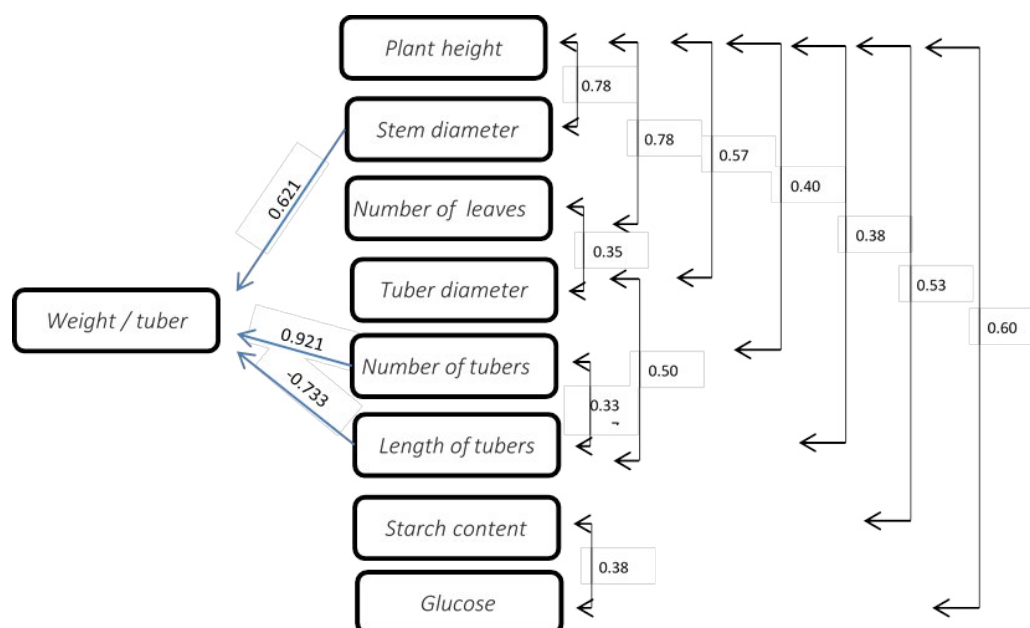 Plant height
0.78
Stem diameter
0.78
0.57
0.621
0.40
Number of leaves
0.38
0.35
0.53
Tuber diameter
Weight / tuber
0.921
0.60
Number of tubers
0.50
-0.733
0.33
Length of tubers
Starch content
0.38
Glucose